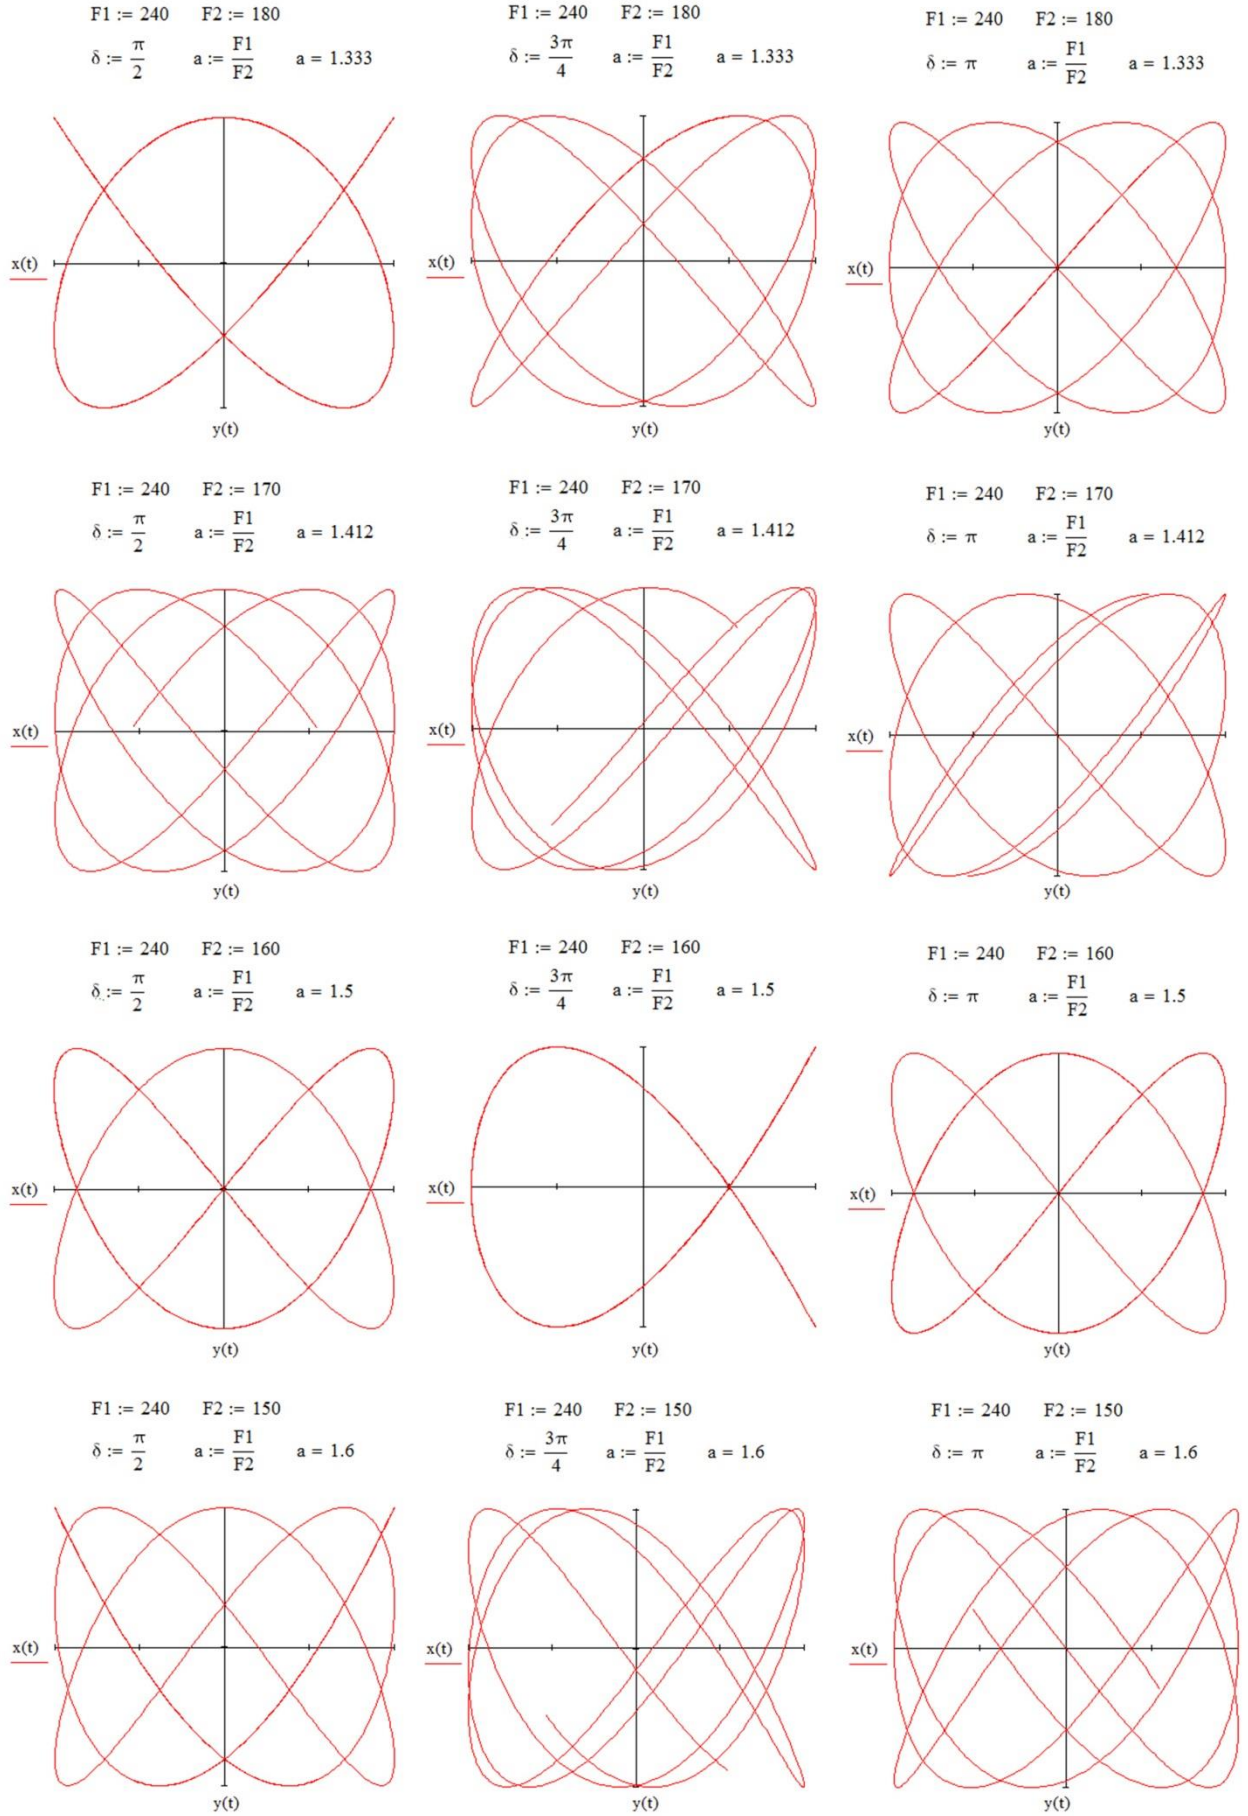 F1 := 240 F2 := 180
δ := π/2 a := F1/F2 a = 1.333
x(t)
y(t)
F1 := 240 F2 := 180
δ := 3π/4 a := F1/F2 a = 1.333
x(t)
y(t)
F1 := 240 F2 := 180
δ := π a := F1/F2 a = 1.333
x(t)
y(t)
F1 := 240 F2 := 170
δ := π/2 a := F1/F2 a = 1.412
x(t)
y(t)
F1 := 240 F2 := 170
δ := 3π/4 a := F1/F2 a = 1.412
x(t)
y(t)
F1 := 240 F2 := 170
δ := π a := F1/F2 a = 1.412
x(t)
y(t)
F1 := 240 F2 := 160
δ := π/2 a := F1/F2 a = 1.5
x(t)
y(t)
F1 := 240 F2 := 160
δ := 3π/4 a := F1/F2 a = 1.5
x(t)
y(t)
F1 := 240 F2 := 160
δ := π a := F1/F2 a = 1.5
x(t)
y(t)
F1 := 240 F2 := 150
δ := π/2 a := F1/F2 a = 1.6
x(t)
y(t)
F1 := 240 F2 := 150
δ := 3π/4 a := F1/F2 a = 1.6
x(t)
y(t)
F1 := 240 F2 := 150
δ := π a := F1/F2 a = 1.6
x(t)
y(t)